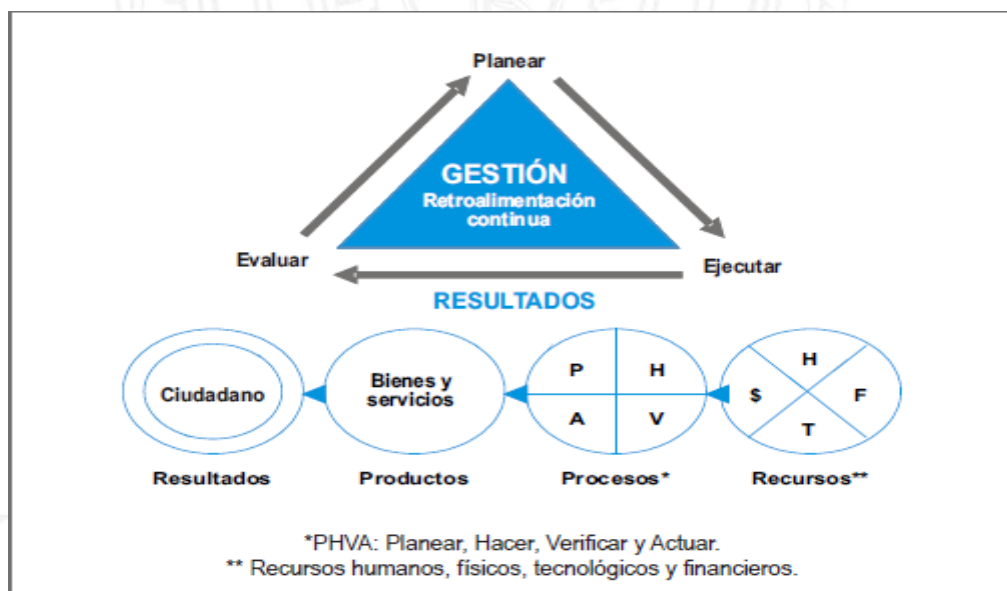 Planear
GESTIÓN
Retroalimentación
continua
Evaluar
Ejecutar
RESULTADOS
Ciudadano
Bienes y
servicios
P H
A V
H
$ F
T
Resultados Productos Procesos* Recursos**
*PHVA: Planear, Hacer, Verificar y Actuar.
** Recursos humanos, físicos, tecnológicos y financieros.